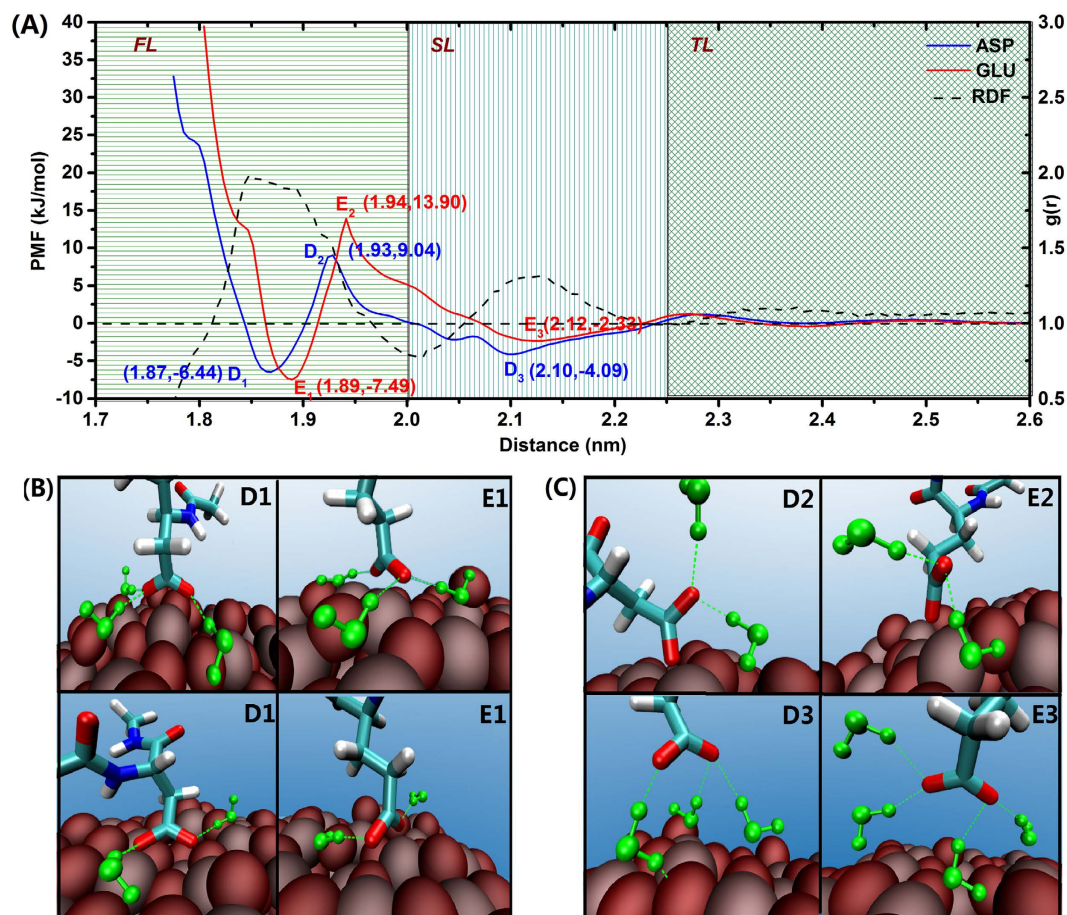 (A)
FL
SL
TL
ASP
GLU
RDF
PMF (kJ/mol)
40
35
30
25
20
15
10
5
0
-5
-10
3.0
2.5
2.0
1.5
1.0
0.5
g(r)
E2 (1.94,13.90)
D2 (1.93,9.04)
E3(2.12,-2.33)
(1.87,-6.44) D1
E1 (1.89,-7.49)
D3 (2.10,-4.09)
1.7 1.8 1.9 2.0 2.1 2.2 2.3 2.4 2.5 2.6
Distance (nm)
(B)
D1
E1
D1
E1
(C)
D2
E2
D3
E3